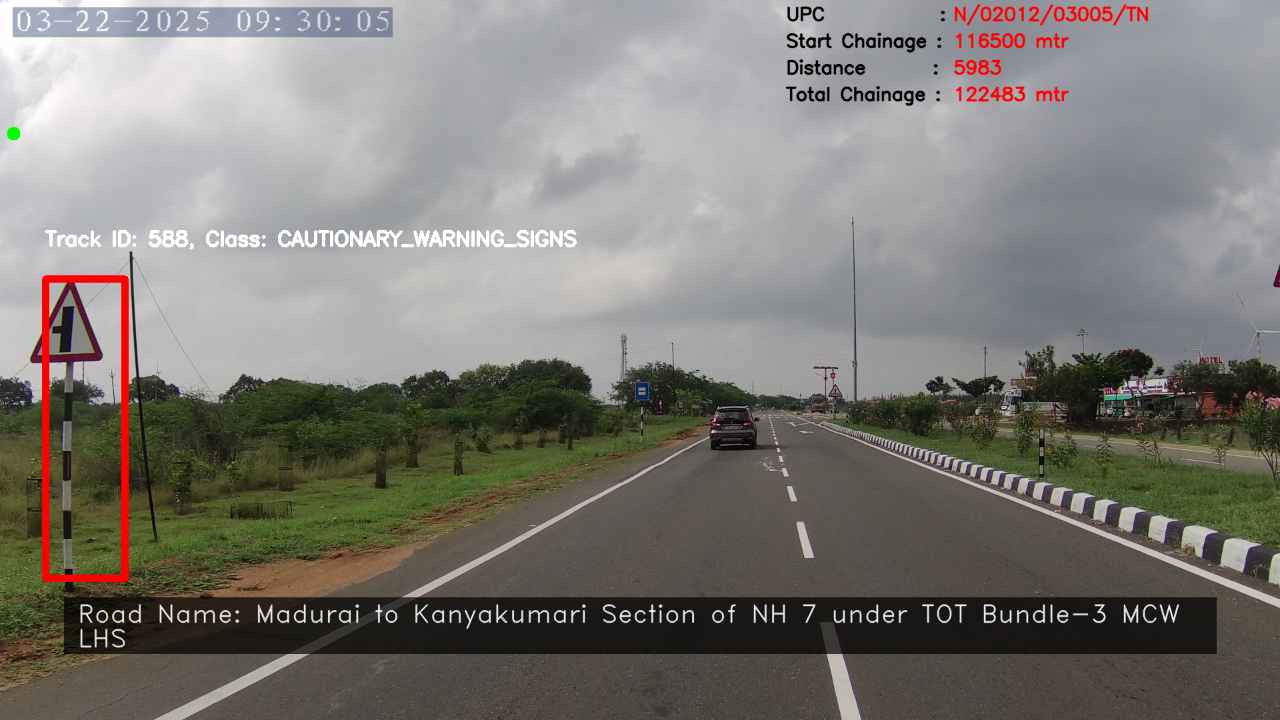 03-22-2025 09:30:05
UPC : N/02012/03005/TN
Start Chainage : 116500 mtr
Distance : 5983
Total Chainage : 122483 mtr
Track ID: 588, Class: CAUTIONARY_WARNING_SIGNS
HOTEL
Road Name: Madurai to Kanyakumari Section of NH 7 under TOT Bundle-3 MCW
LHS